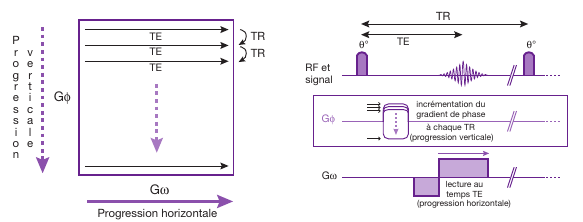 Progression
verticale
Gϕ
TE
TE
TE
TR
TR
Gω
Progression horizontale
TR
TE
θ°
θ°
RF et
signal
Gϕ
incrémentation du
gradient de phase
à chaque TR
(progression verticale)
Gω
lecture au
temps TE
(progression horizontale)